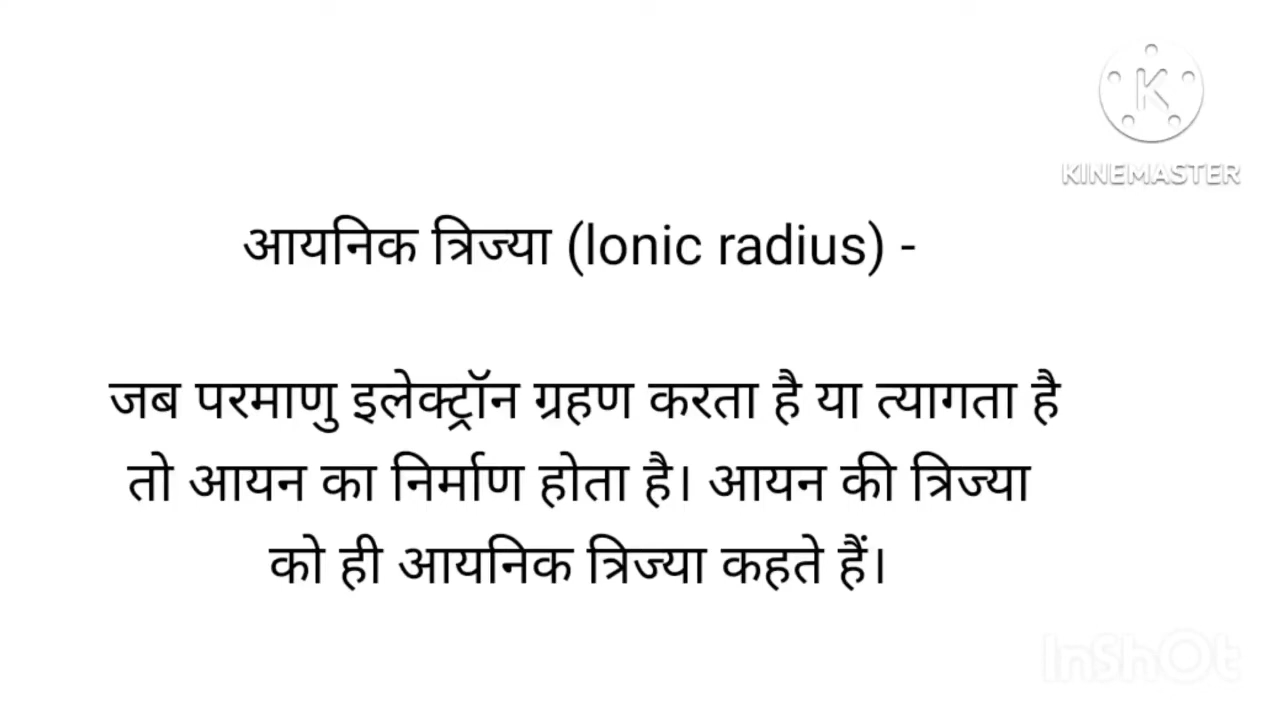 KINEMASTER
आयनिक त्रिज्या (Ionic radius) -
जब परमाणु इलेक्ट्रॉन ग्रहण करता है या त्यागता है
तो आयन का निर्माण होता है। आयन की त्रिज्या
को ही आयनिक त्रिज्या कहते हैं।
InShOt